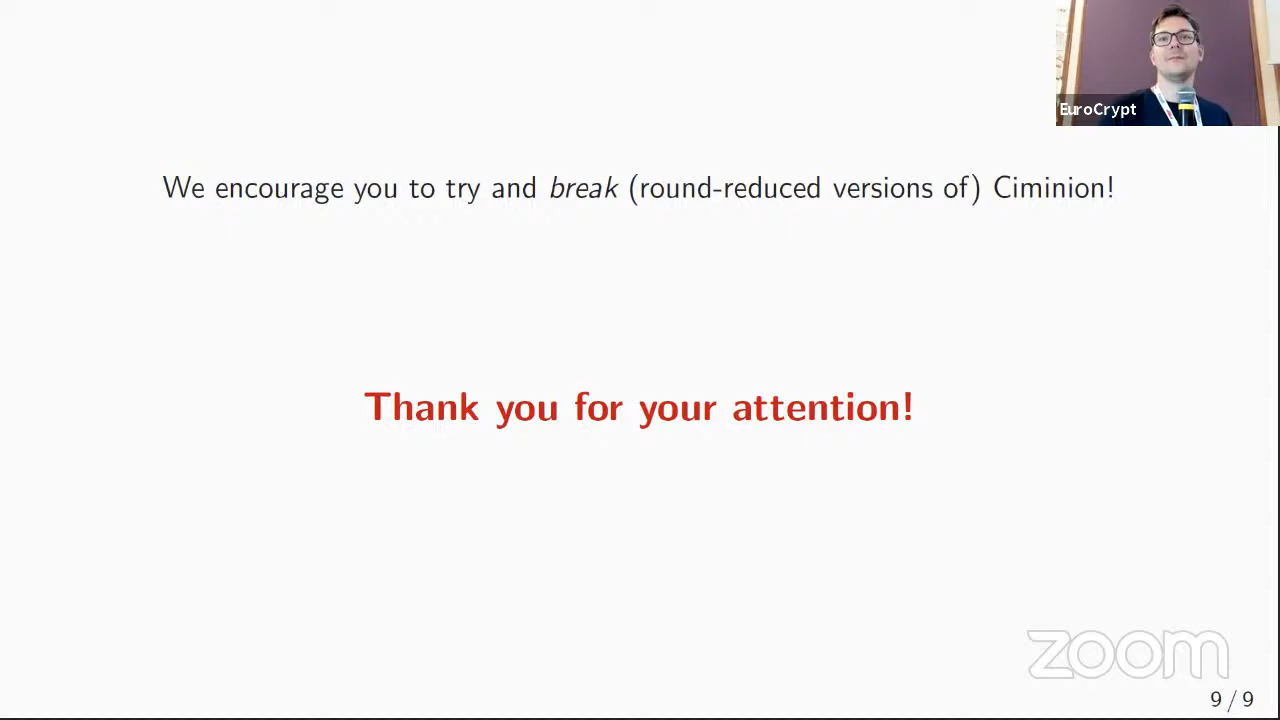 EuroCrypt
We encourage you to try and break (round-reduced versions of) Ciminion!
Thank you for your attention!
zoom
9 / 9